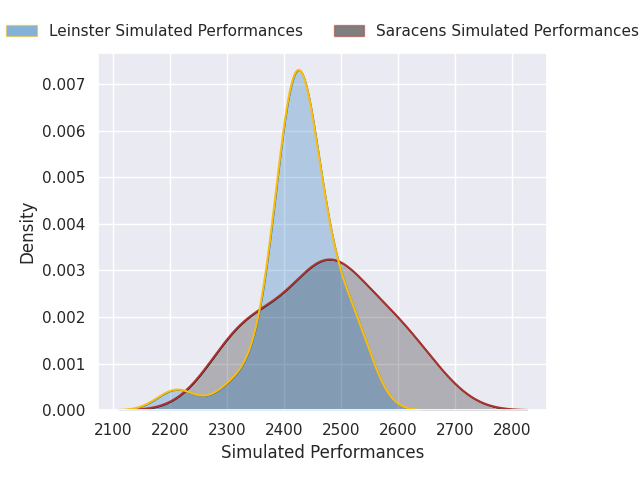 Leinster Simulated Performances
Saracens Simulated Performances
0.007
0.006
0.005
0.004
0.003
0.002
0.001
0.000
Density
2100 2200 2300 2400 2500 2600 2700 2800
Simulated Performances